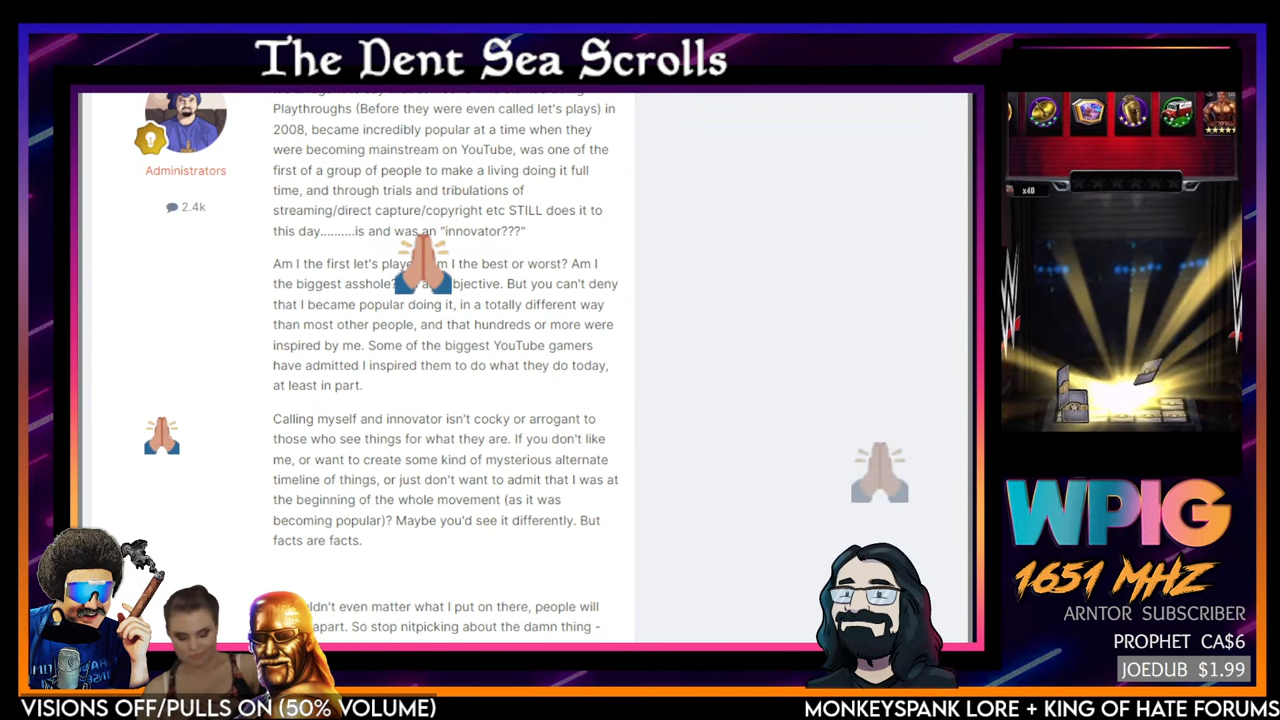 The Dent Sea Scrolls
Playthroughs (Before they were even called let's plays) in
2008, became incredibly popular at a time when they
were becoming mainstream on YouTube, was one of the
first of a group of people to make a living doing it full
time, and through trials and tribulations of
streaming/direct capture/copyright etc STILL does it to
this day..........is and was an "innovator???"
Administrators
2.4k
Am I the first let's playe I the best or worst? Am I
the biggest asshole? bjective. But you can't deny
that I became popular doing it, in a totally different way
than most other people, and that hundreds or more were
inspired by me. Some of the biggest YouTube gamers
have admitted I inspired them to do what they do today,
at least in part.
Calling myself and innovator isn't cocky or arrogant to
those who see things for what they are. If you don't like
me, or want to create some kind of mysterious alternate
timeline of things, or just don't want to admit that I was at
the beginning of the whole movement (as it was
becoming popular)? Maybe you'd see it differently. But
facts are facts.
ldn't even matter what I put on there, people will
apart. So stop nitpicking about the damn thing -
x40
WPIG
1651 MHZ
ARNTOR SUBSCRIBER
PROPHET CA$6
JOEDUB $1.99
VISIONS OFF/PULLS ON (50% VOLUME)
MONKEYSPANK LORE + KING OF HATE FORUMS